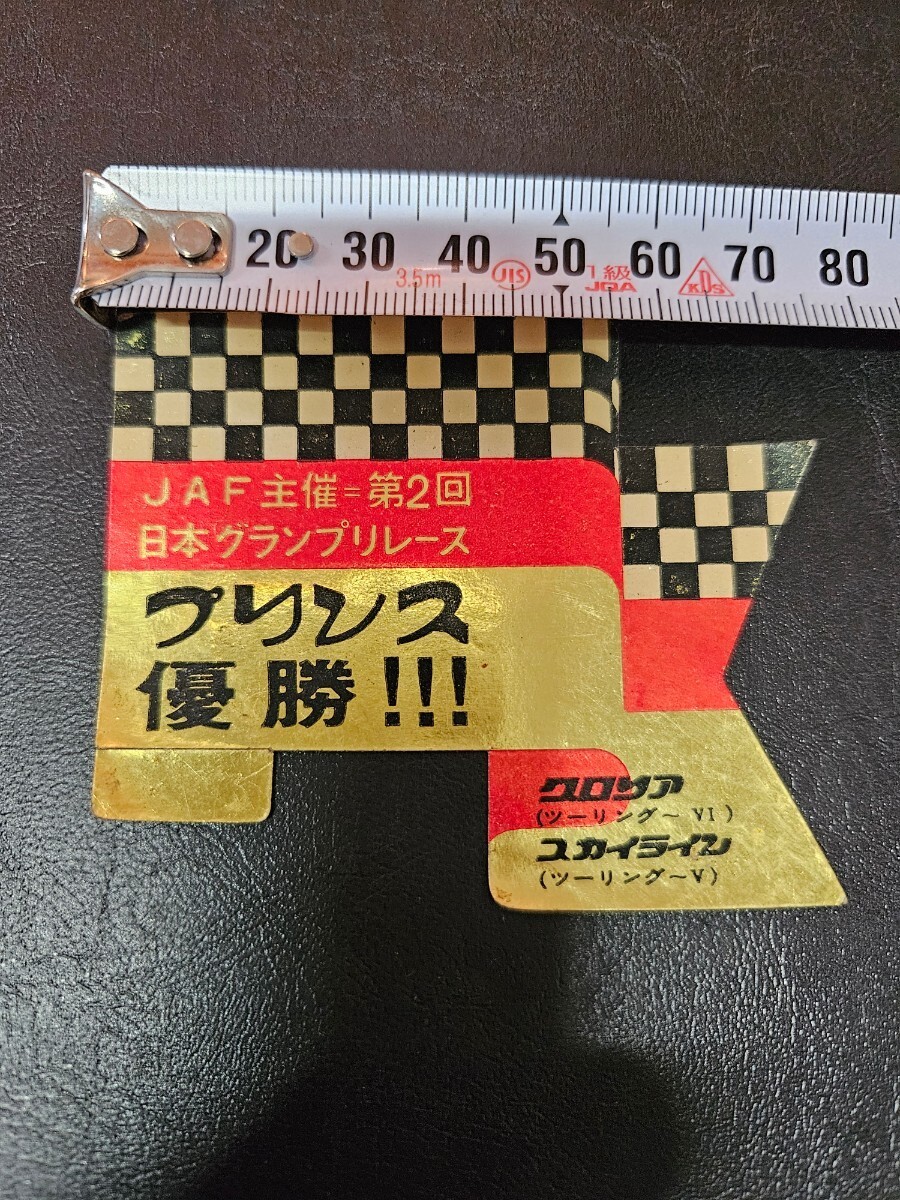 20 30 40 50 60 70 80
3.5m JIS 1級 KDS
JQA
JAF主催=第2回
日本グランプリレース
プリンス
優勝!!!
グロリア
(ツーリング〜VI)
スカイライン
(ツーリング〜V)